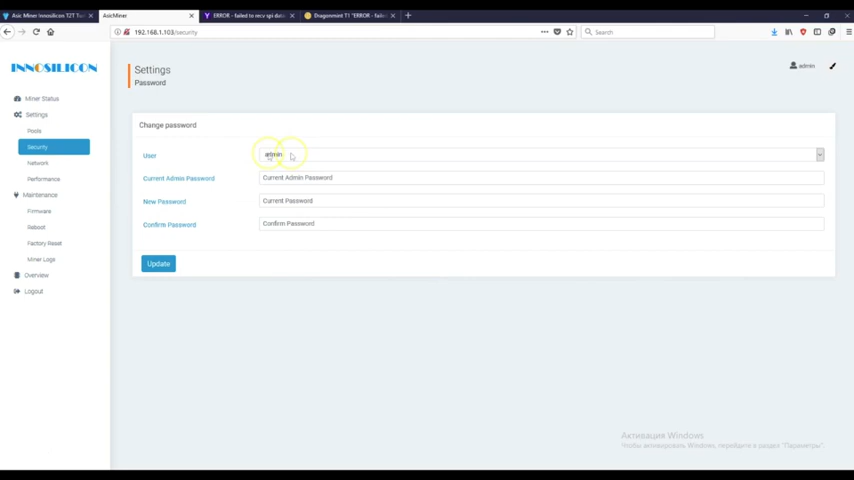 Asic Miner Innosilicon T2T Tur
AsicMiner
ERROR - failed to recv spi data
Dragonmint T1 "ERROR - failed
192.168.1.103/security
Search
INNOSILICON
Settings
Password
admin
Miner Status
Settings
Pools
Security
Network
Performance
Maintenance
Firmware
Reboot
Factory Reset
Miner Logs
Overview
Logout
Change password
User
admin
Current Admin Password
Current Admin Password
New Password
Current Password
Confirm Password
Confirm Password
Update
Активация Windows
Чтобы активировать Windows, перейдите в раздел "Параметры".